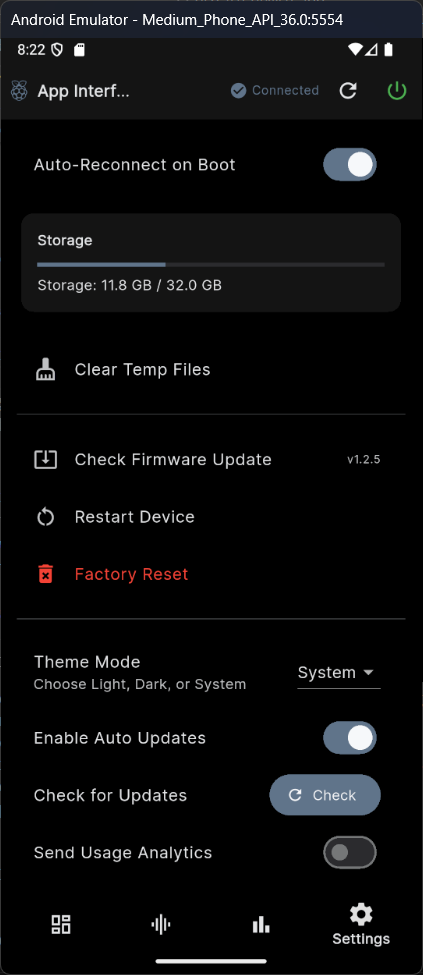 Android Emulator - Medium_Phone_API_36.0:5554
8:22
App Interf...
Connected
Auto-Reconnect on Boot
Storage
Storage: 11.8 GB / 32.0 GB
Clear Temp Files
Check Firmware Update
v1.2.5
Restart Device
Factory Reset
Theme Mode
Choose Light, Dark, or System
System
Enable Auto Updates
Check for Updates
Check
Send Usage Analytics
Settings